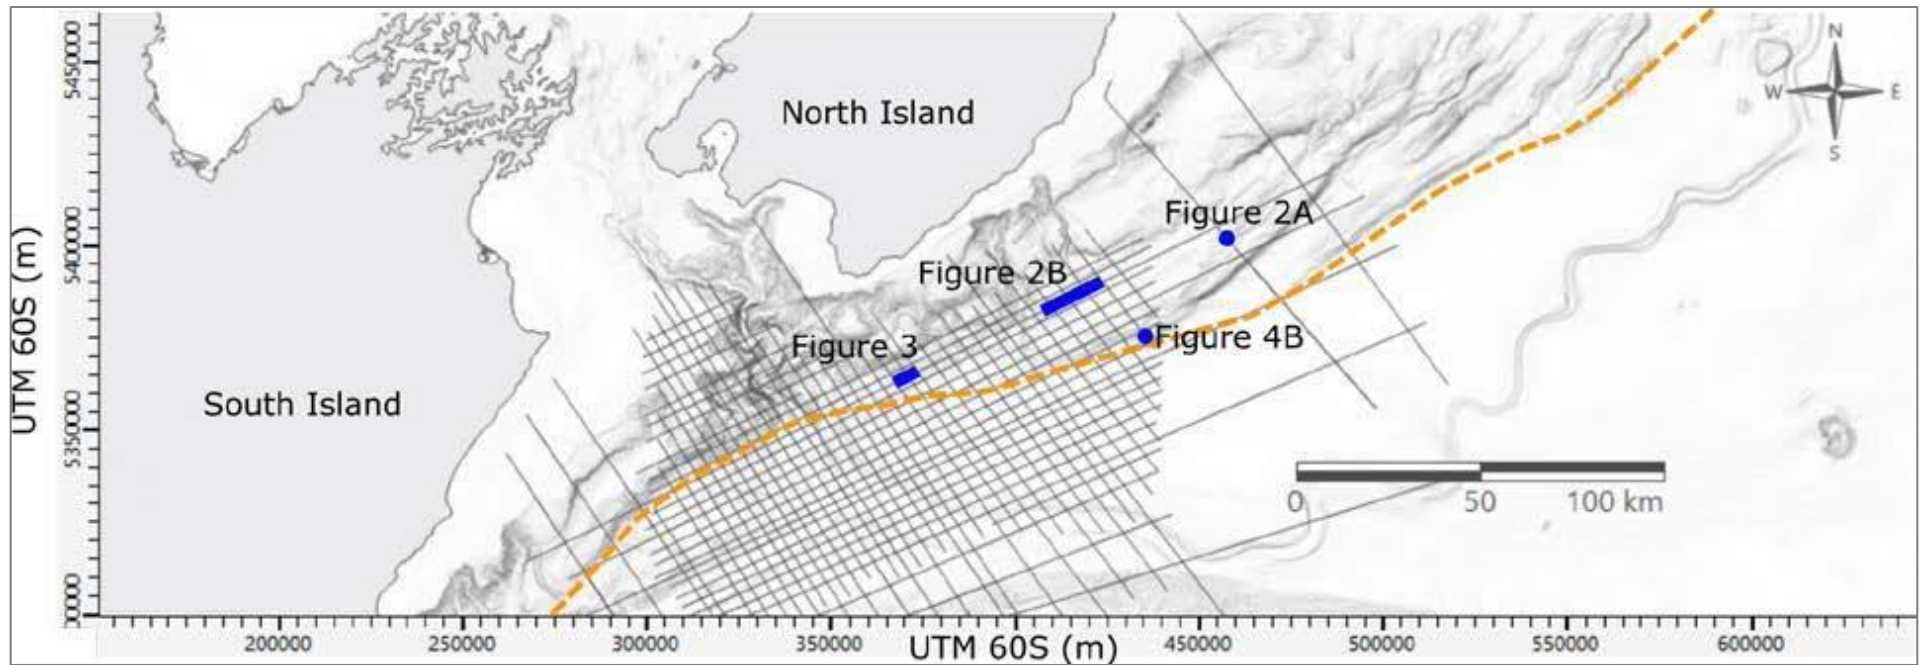 N
W
E
S
North Island
Figure 2A
Figure 2B
Figure 4B
Figure 3
South Island
0
50
100 km
5450000
5400000
5350000
UTM 60S (m)
200000
250000
300000
350000
UTM 60S (m)
450000
500000
550000
600000